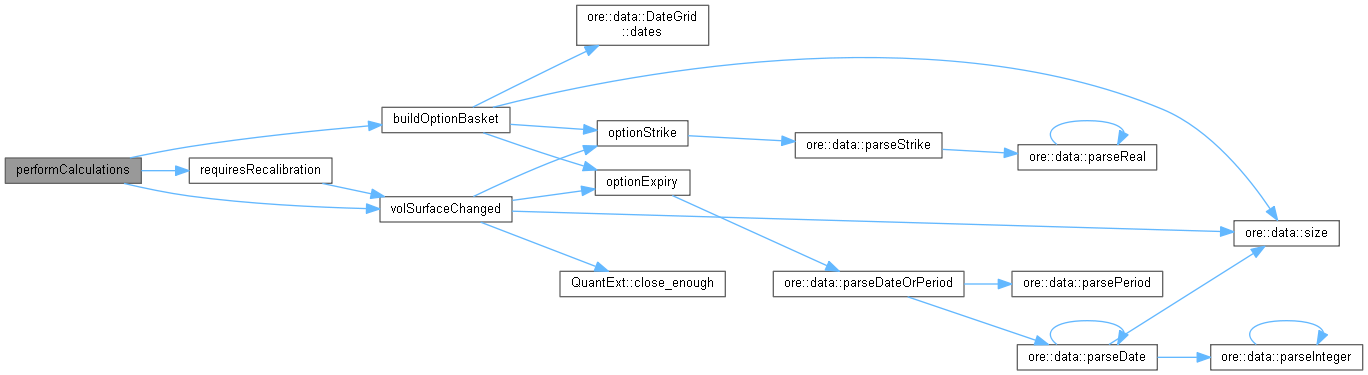 performCalculations
buildOptionBasket
requiresRecalibration
volSurfaceChanged
ore::data::DateGrid
::dates
optionStrike
optionExpiry
QuantExt::close_enough
ore::data::parseStrike
ore::data::parseDateOrPeriod
ore::data::parseReal
ore::data::parsePeriod
ore::data::parseDate
ore::data::size
ore::data::parseInteger